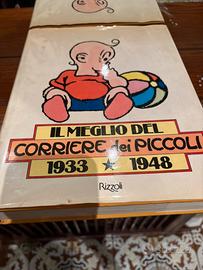 IL MEGLIO DEL
CORRIERE dei PICCOLI
1933 ★ 1948
Rizzoli